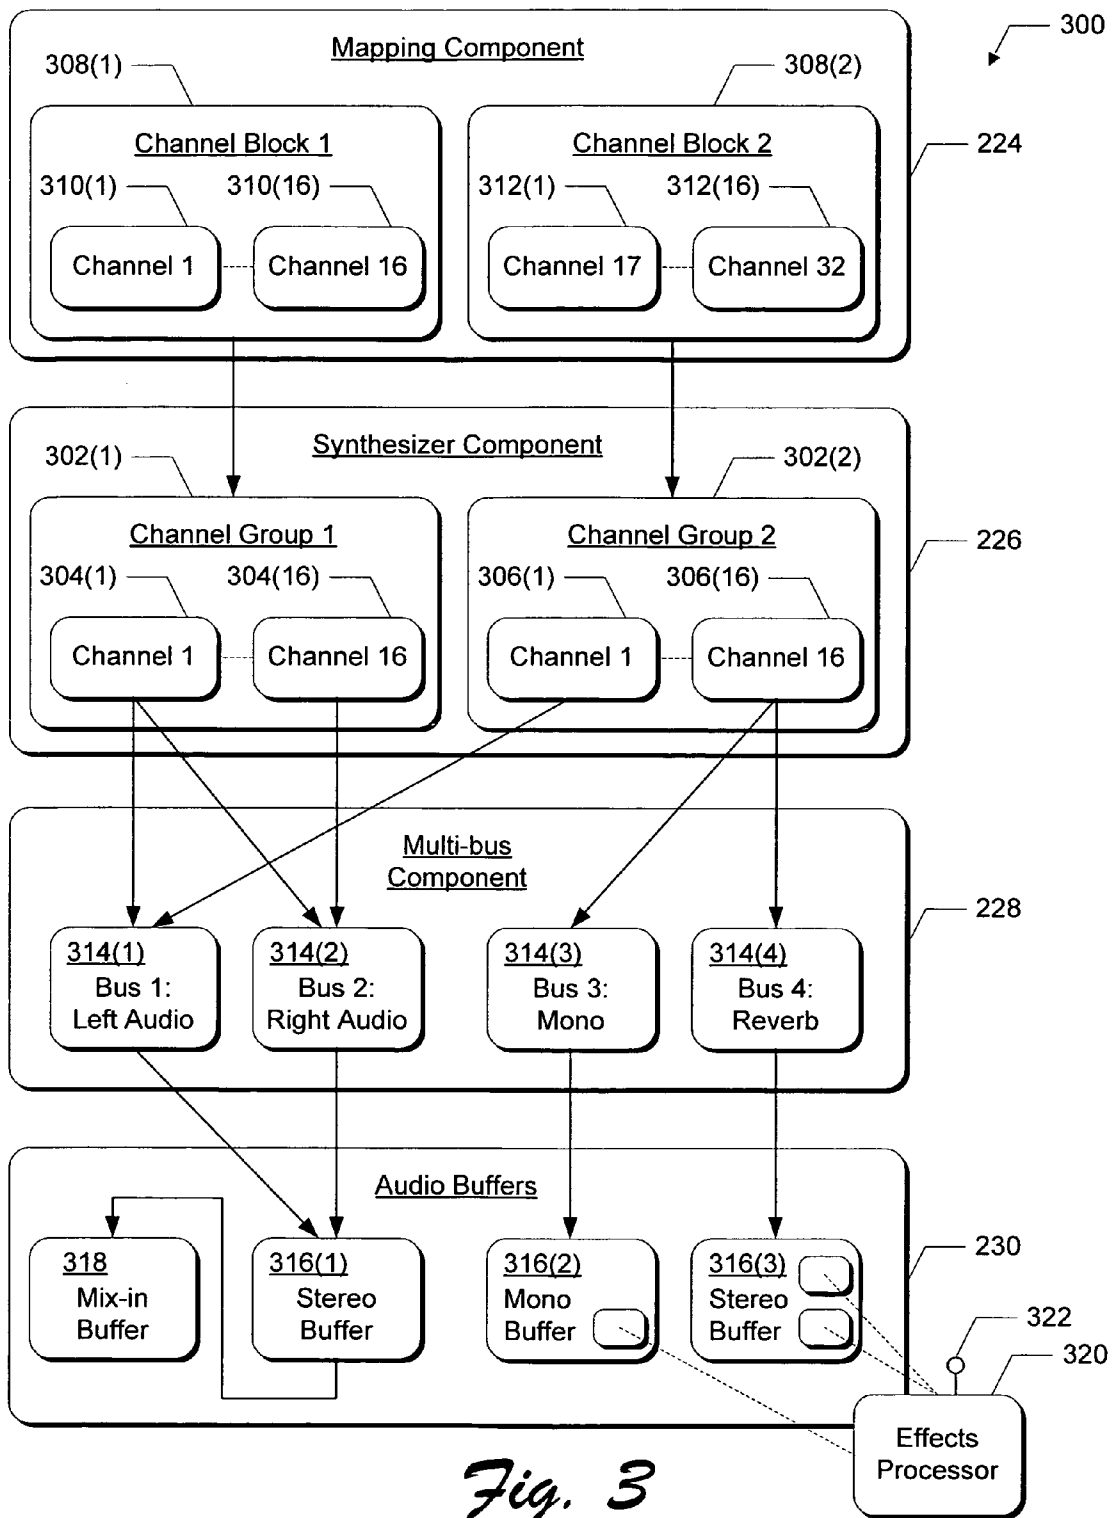 300
Mapping Component
308(1)
308(2)
Channel Block 1
Channel Block 2
224
310(1)
310(16)
312(1)
312(16)
Channel 1
Channel 16
Channel 17
Channel 32
Synthesizer Component
302(1)
302(2)
Channel Group 1
Channel Group 2
226
304(1)
304(16)
306(1)
306(16)
Channel 1
Channel 16
Channel 1
Channel 16
Multi-bus
Component
228
314(1)
Bus 1:
Left Audio
314(2)
Bus 2:
Right Audio
314(3)
Bus 3:
Mono
314(4)
Bus 4:
Reverb
Audio Buffers
230
318
Mix-in
Buffer
316(1)
Stereo
Buffer
316(2)
Mono
Buffer
316(3)
Stereo
Buffer
322
320
Effects
Processor
Fig. 3